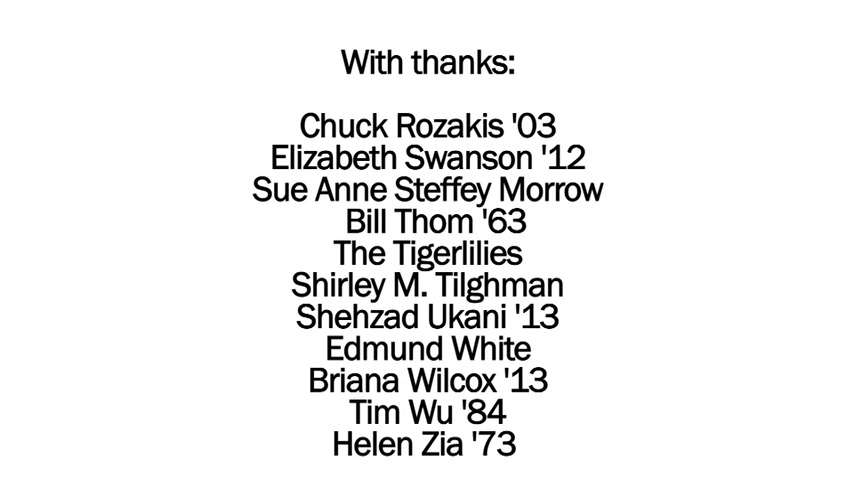 With thanks:
Chuck Rozakis '03
Elizabeth Swanson '12
Sue Anne Steffey Morrow
Bill Thom '63
The Tigerlilies
Shirley M. Tilghman
Shehzad Ukani '13
Edmund White
Briana Wilcox '13
Tim Wu '84
Helen Zia '73